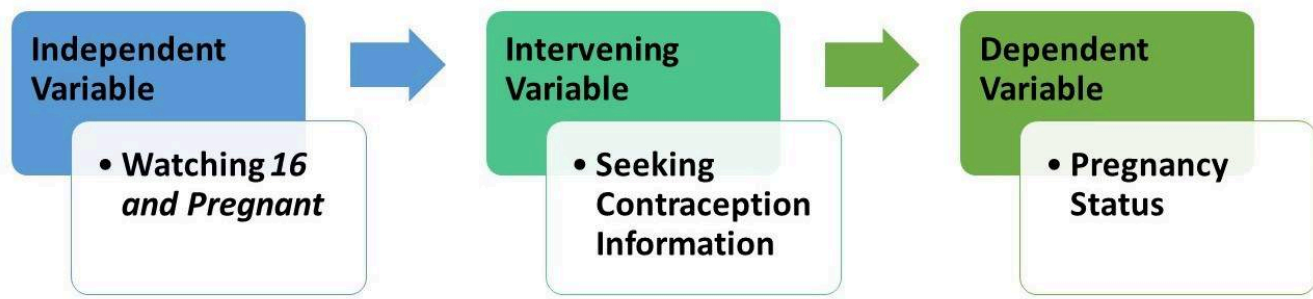 Independent
Variable
• Watching 16
and Pregnant
Intervening
Variable
• Seeking
Contraception
Information
Dependent
Variable
• Pregnancy
Status